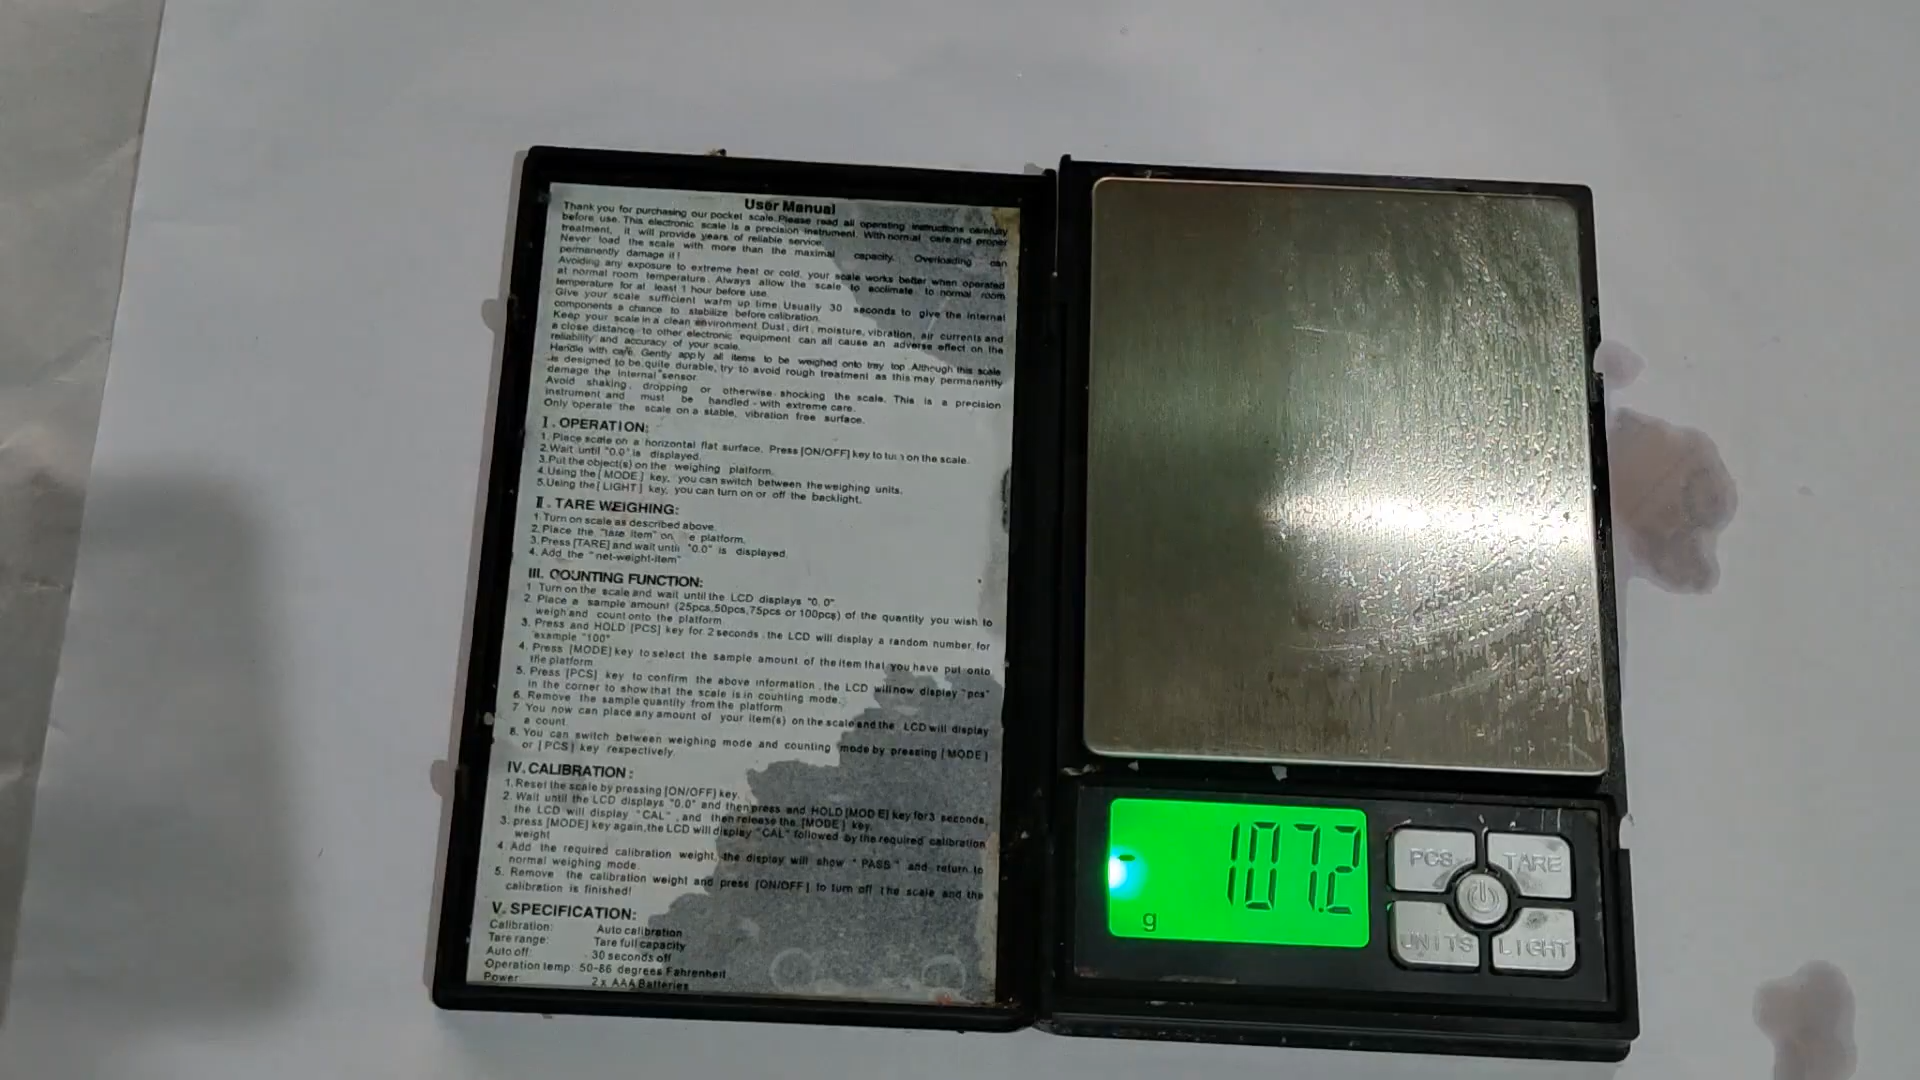 User Manual
Thank you for purchasing our pocket scale.Please read all operating instructions carefully
before use. This electronic scale is a precision instrument. With normal care and proper
treatment, it will provide years of reliable service.
Never load the scale with more than the maximal capacity. Overloading can
permanently damage it!
Avoiding any exposure to extreme heat or cold, your scale works better when operated
at normal room temperature. Always allow the scale to acclimate to normal room
temperature for at least 1 hour before use.
Give your scale sufficient warm up time. Usually 30 seconds to give the internal
components a chance to stabilize before calibration.
Keep your scale in a clean environment. Dust, dirt, moisture, vibration, air currents and
a close distance to other electronic equipment can all cause an adverse effect on the
reliability and accuracy of your scale.
Handle with care. Gently apply all items to be weighed onto tray top. Although this scale
is designed to be quite durable, try to avoid rough treatment as this may permanently
damage the internal sensor.
Avoid shaking, dropping or otherwise shocking the scale. This is a precision
instrument and must be handled with extreme care.
Only operate the scale on a stable, vibration free surface.
I. OPERATION:
1. Place scale on a horizontal flat surface. Press [ON/OFF] key to turn on the scale.
2. Wait until "0.0" is displayed.
3. Put the object(s) on the weighing platform.
4. Using the [MODE] key, you can switch between the weighing units.
5. Using the [LIGHT] key, you can turn on or off the backlight.
II. TARE WEIGHING:
1. Turn on scale as described above.
2. Place the "tare item" on e platform.
3. Press [TARE] and wait until "0.0" is displayed.
4. Add the "net-weight-item"
III. COUNTING FUNCTION:
1 Turn on the scale and wait until the LCD displays "0.0"
2. Place a sample amount (25pcs,50pcs,75pcs or 100pcs) of the quantity you wish to
weigh and count onto the platform
3. Press and HOLD [PCS] key for 2 seconds, the LCD will display a random number, for
example "100"
4. Press [MODE] key to select the sample amount of the item that you have put onto
the platform
5. Press [PCS] key to confirm the above information, the LCD will now display "pcs"
in the corner to show that the scale is in counting mode.
6. Remove the sample quantity from the platform
7 You now can place any amount of your item(s) on the scale and the LCD will display
a count.
8. You can switch between weighing mode and counting mode by pressing [MODE]
or [PCS] key respectively.
IV. CALIBRATION:
1. Reset the scale by pressing [ON/OFF] key.
2. Wait until the LCD displays "0.0" and then press and HOLD [MODE] key for 3 seconds,
the LCD will display "CAL", and then release the [MODE] key.
3. press [MODE] key again, the LCD will display "CAL" followed by the required calibration
weight
4. Add the required calibration weight, the display will show "PASS" and return to
normal weighing mode.
5. Remove the calibration weight and press [ON/OFF] to turn off the scale and the
calibration is finished!
V. SPECIFICATION:
Calibration: Auto calibration
Tare range: Tare full capacity
Auto off: 30 seconds off
Operation temp: 50-86 degrees Fahrenheit
Power: 2 x AAA Batteries
-107.2
g
PCS TARE
UNITS LIGHT